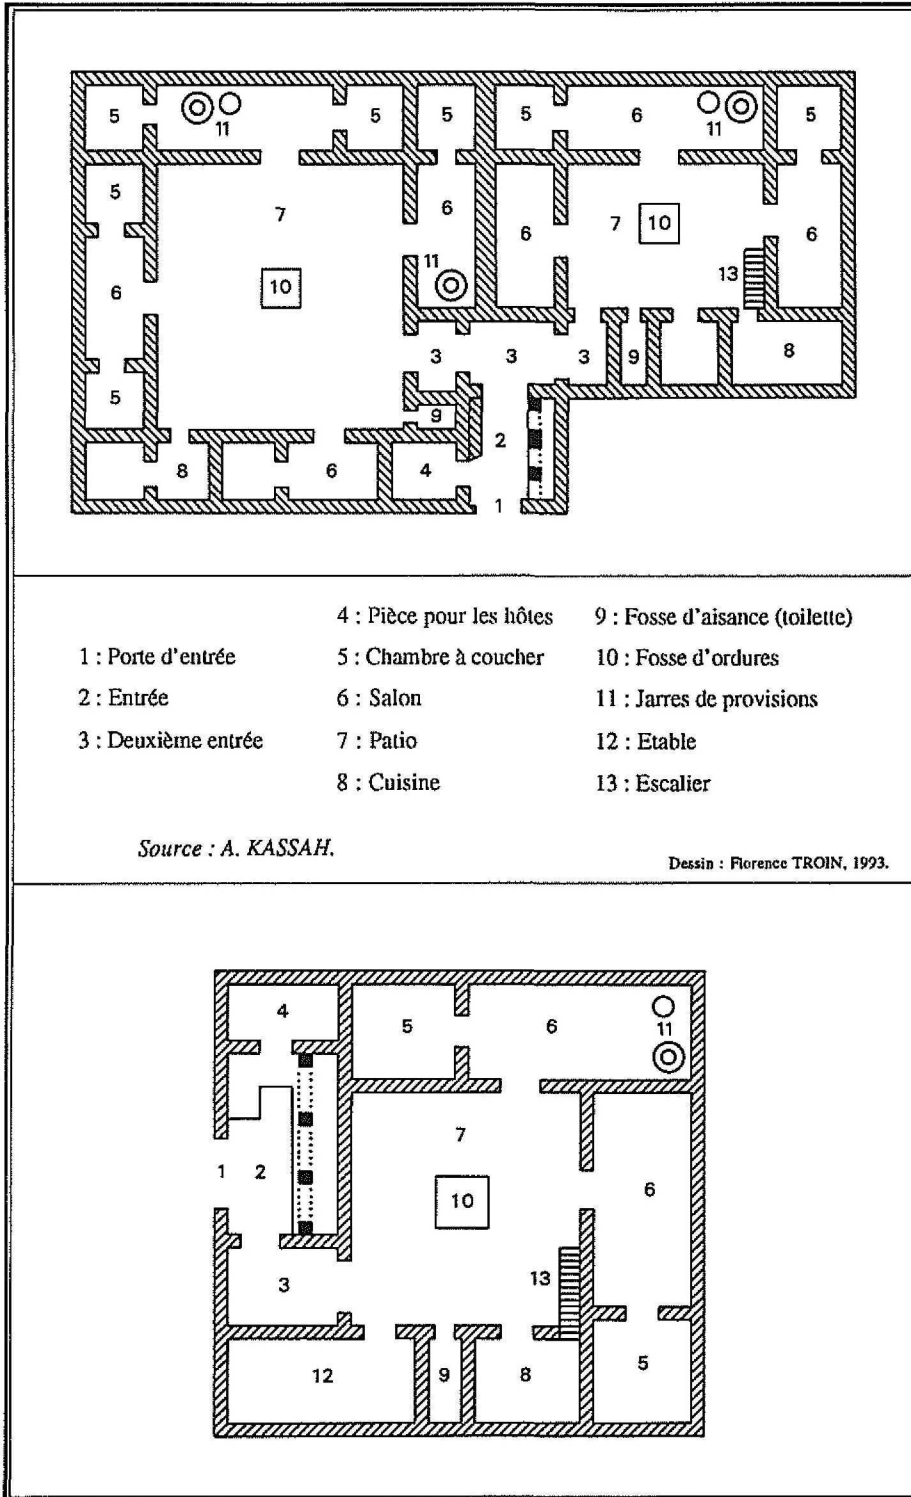 5 5 5 5 6 5
11 11
5
7 6 7 10
6 6
11 13
6 10
3 3 3 9 8
5
9
2
8 6 4
1
4 : Pièce pour les hôtes 9 : Fosse d'aisance (toilette)
1 : Porte d'entrée 5 : Chambre à coucher 10 : Fosse d'ordures
2 : Entrée 6 : Salon 11 : Jarres de provisions
3 : Deuxième entrée 7 : Patio 12 : Etable
8 : Cuisine 13 : Escalier
Source : A. KASSAH.
Dessin : Florence TROIN, 1993.
4
5 6 11
7
1 2 6
10
3 13
12 9 8 5